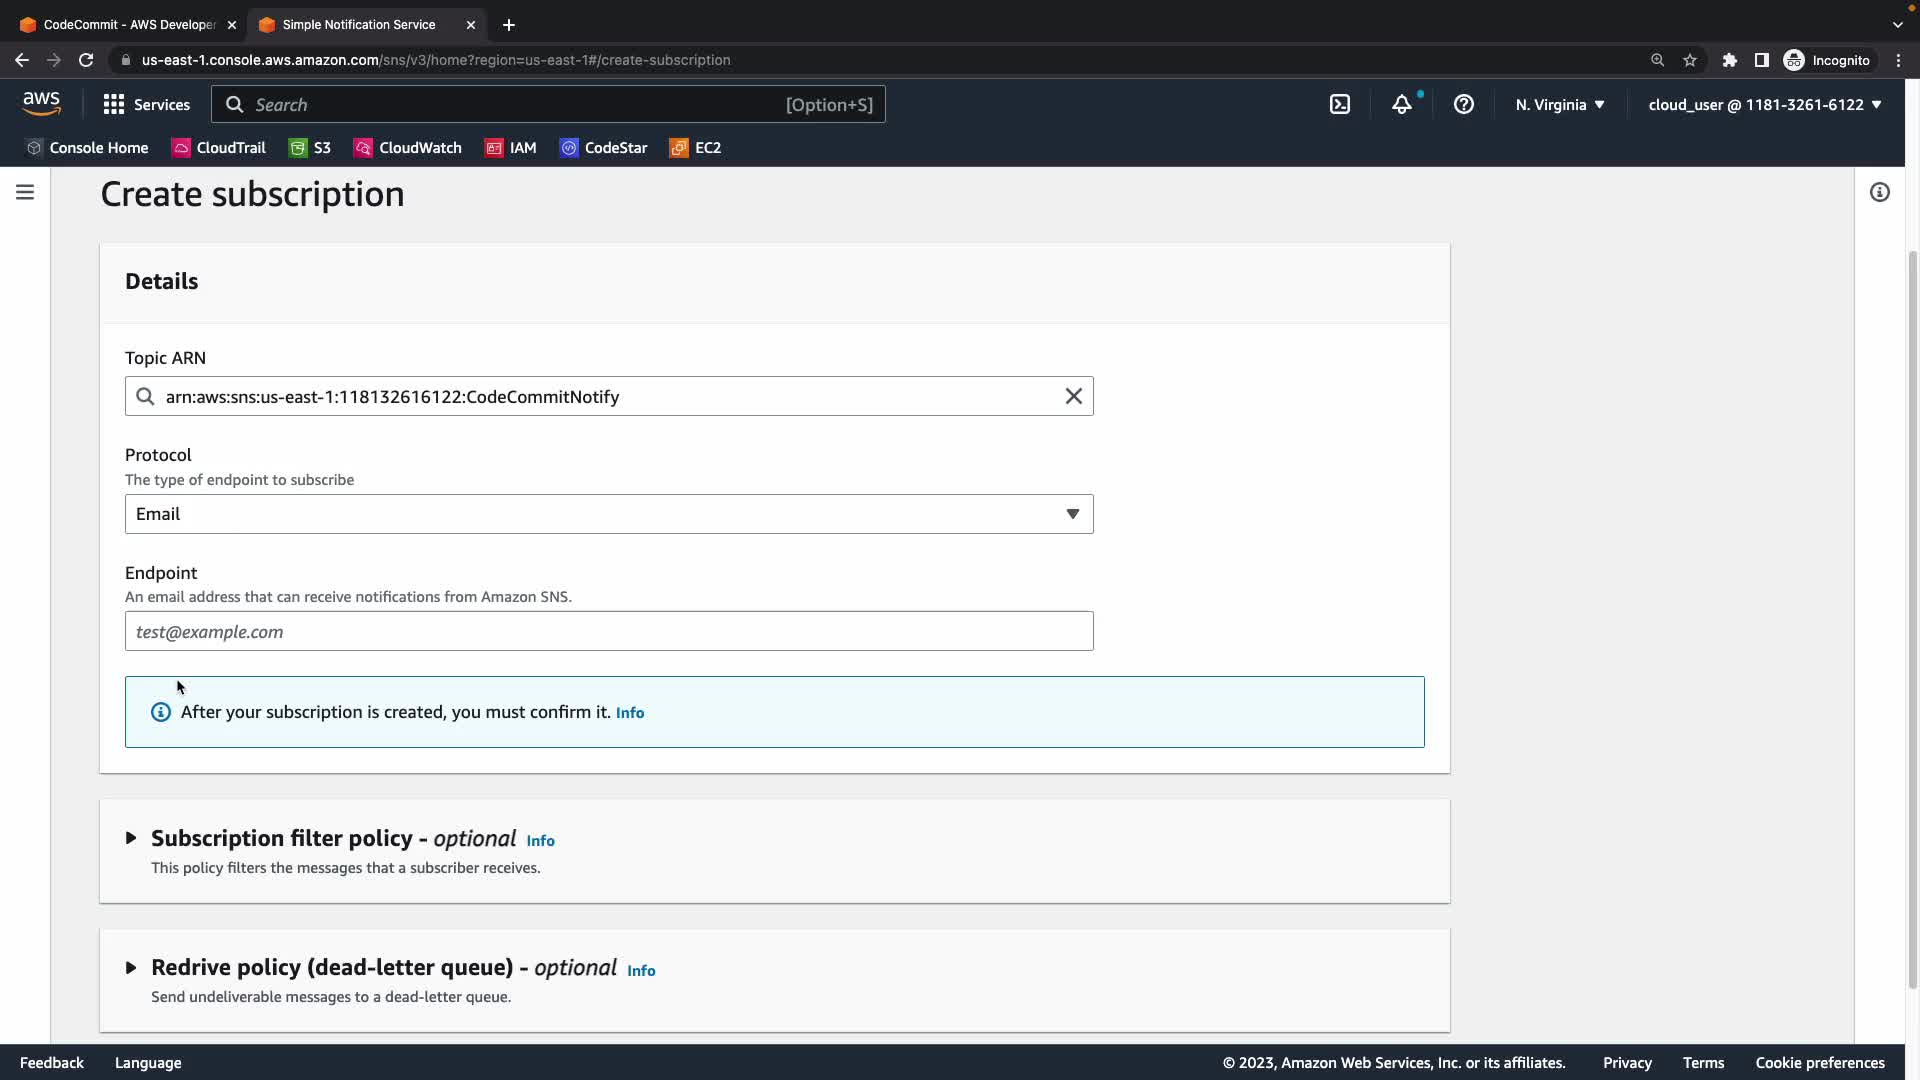 CodeCommit - AWS Developer
Simple Notification Service
us-east-1.console.aws.amazon.com/sns/v3/home?region=us-east-1#/create-subscription
Incognito
aws
Services
Search
[Option+S]
N. Virginia
cloud_user @ 1181-3261-6122
Console Home
CloudTrail
S3
CloudWatch
IAM
CodeStar
EC2
Create subscription
Details
Topic ARN
arn:aws:sns:us-east-1:118132616122:CodeCommitNotify
Protocol
The type of endpoint to subscribe
Email
Endpoint
An email address that can receive notifications from Amazon SNS.
test@example.com
After your subscription is created, you must confirm it. Info
Subscription filter policy - optional Info
This policy filters the messages that a subscriber receives.
Redrive policy (dead-letter queue) - optional Info
Send undeliverable messages to a dead-letter queue.
Feedback
Language
© 2023, Amazon Web Services, Inc. or its affiliates.
Privacy
Terms
Cookie preferences